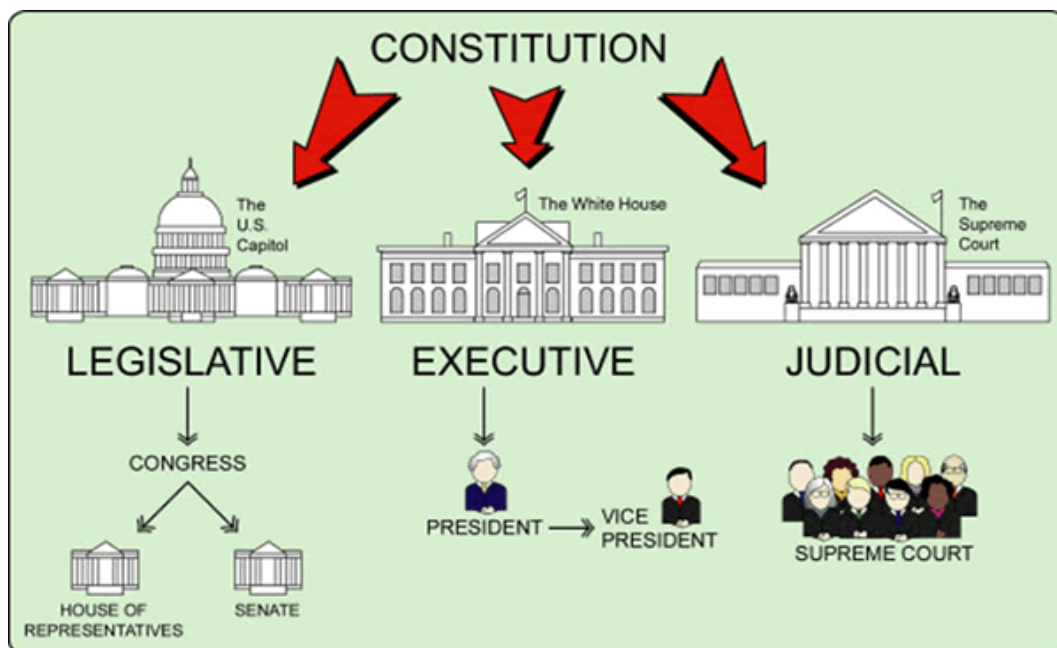 CONSTITUTION
The
U.S.
Capitol
The White House
The
Supreme
Court
LEGISLATIVE
EXECUTIVE
JUDICIAL
CONGRESS
HOUSE OF
REPRESENTATIVES
SENATE
PRESIDENT
VICE
PRESIDENT
SUPREME COURT